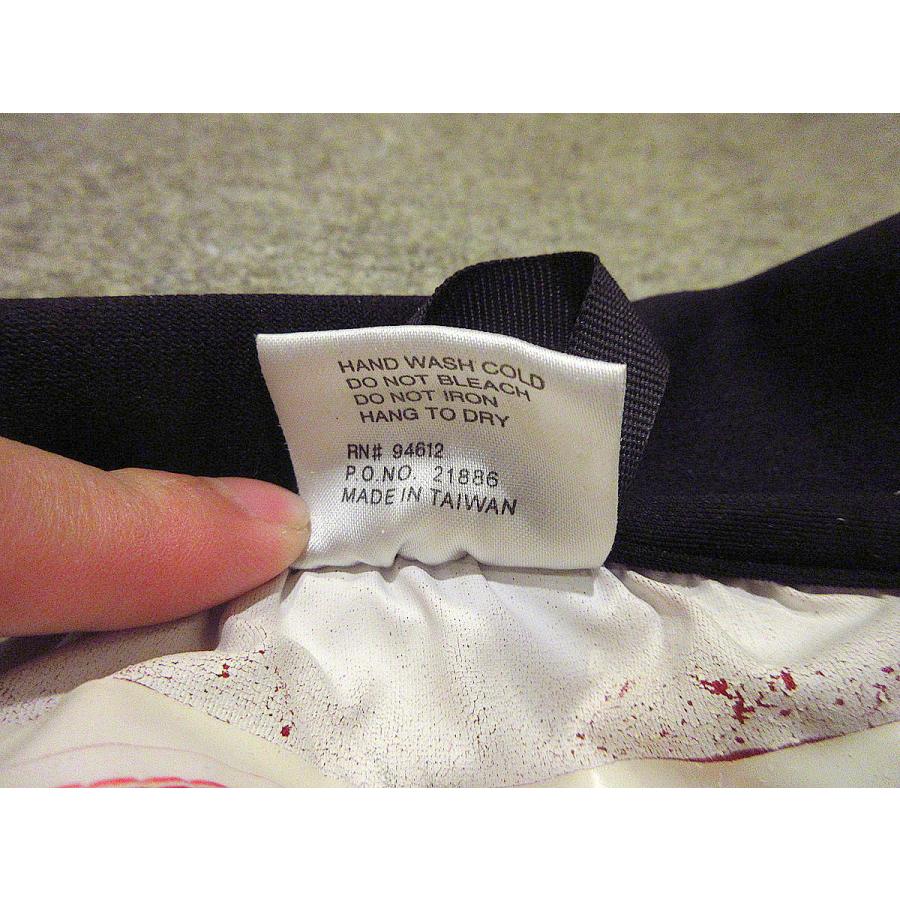 HAND WASH COLD
DO NOT BLEACH
DO NOT IRON
HANG TO DRY
RN# 94612
P.O.NO. 21886
MADE IN TAIWAN